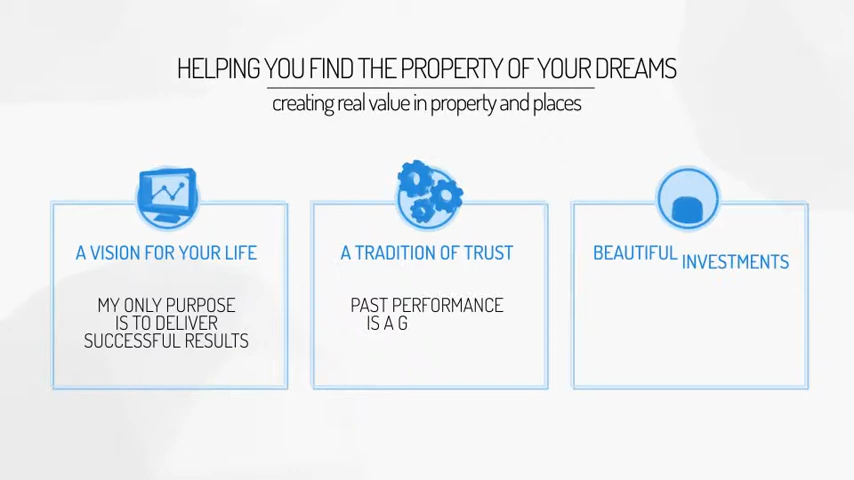 HELPING YOU FIND THE PROPERTY OF YOUR DREAMS
creating real value in property and places
A VISION FOR YOUR LIFE
MY ONLY PURPOSE
IS TO DELIVER
SUCCESSFUL RESULTS
A TRADITION OF TRUST
PAST PERFORMANCE
IS A G
BEAUTIFUL INVESTMENTS